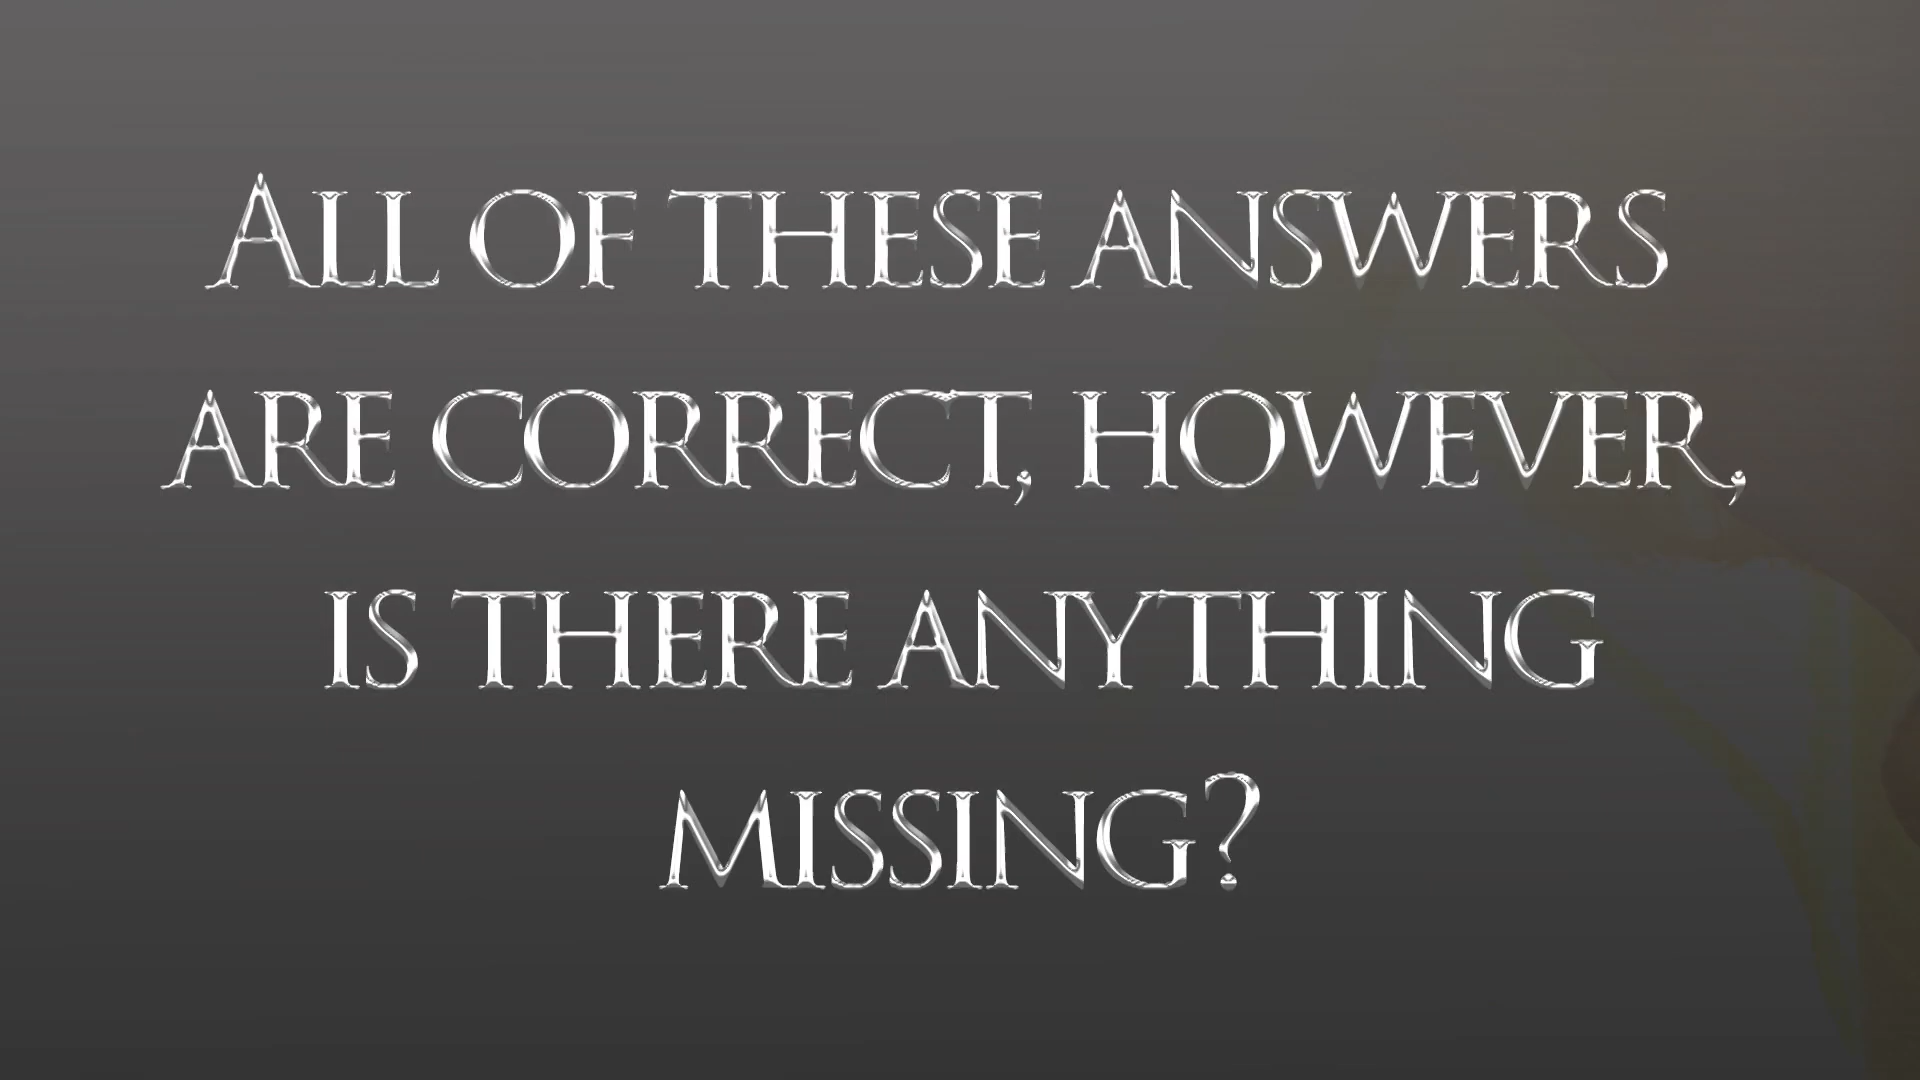 All of these answers
are correct, however,
is there anything
missing?